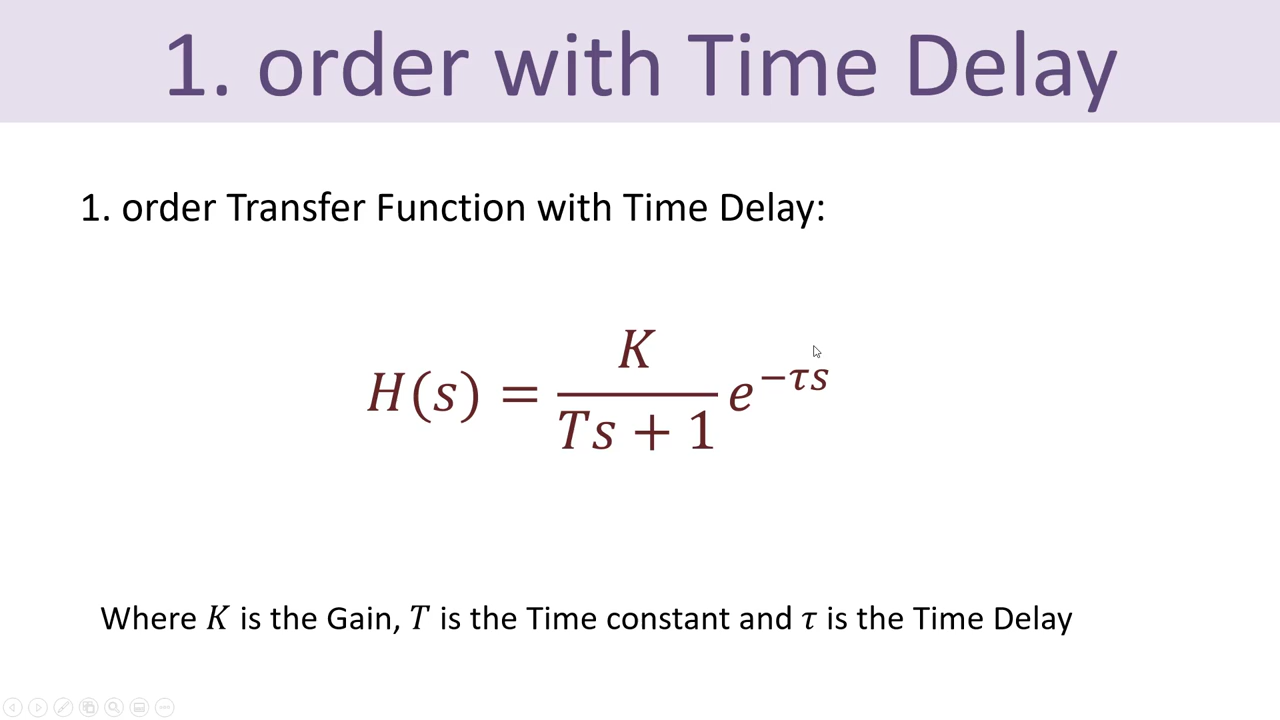 1. order with Time Delay
1. order Transfer Function with Time Delay:
H(s) = \frac{K}{Ts + 1} e^{-τs}
Where K is the Gain, T is the Time constant and τ is the Time Delay